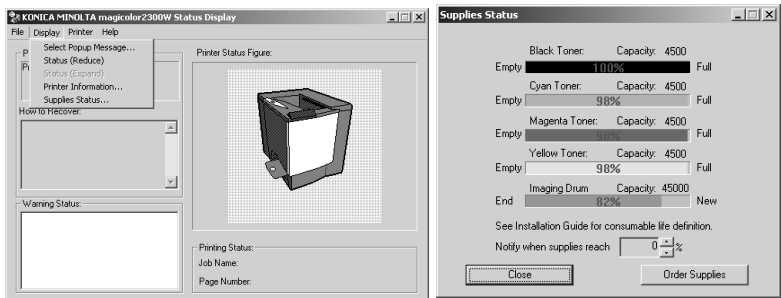 KONICA MINOLTA magicolor2300W Status Display
File Display Printer Help
Select Popup Message...
Status (Reduce)
Status (Expand)
Printer Information...
Supplies Status...
How to Recover:
Warning Status:
Printer Status Figure:
Printing Status:
Job Name:
Page Number:
Supplies Status
Black Toner: Capacity: 4500
Empty 100% Full
Cyan Toner: Capacity: 4500
Empty 98% Full
Magenta Toner: Capacity: 4500
Empty 98% Full
Yellow Toner: Capacity: 4500
Empty 98% Full
Imaging Drum Capacity: 45000
End 82% New
See Installation Guide for consumable life definition.
Notify when supplies reach 0 %
Close Order Supplies